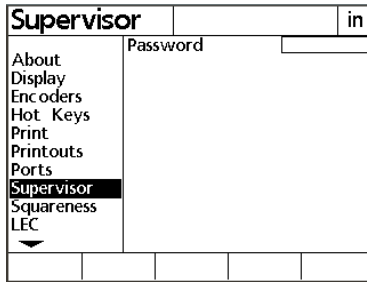 Supervisor in
Password
About
Display
Encoders
Hot Keys
Print
Printouts
Ports
Supervisor
Squareness
LEC